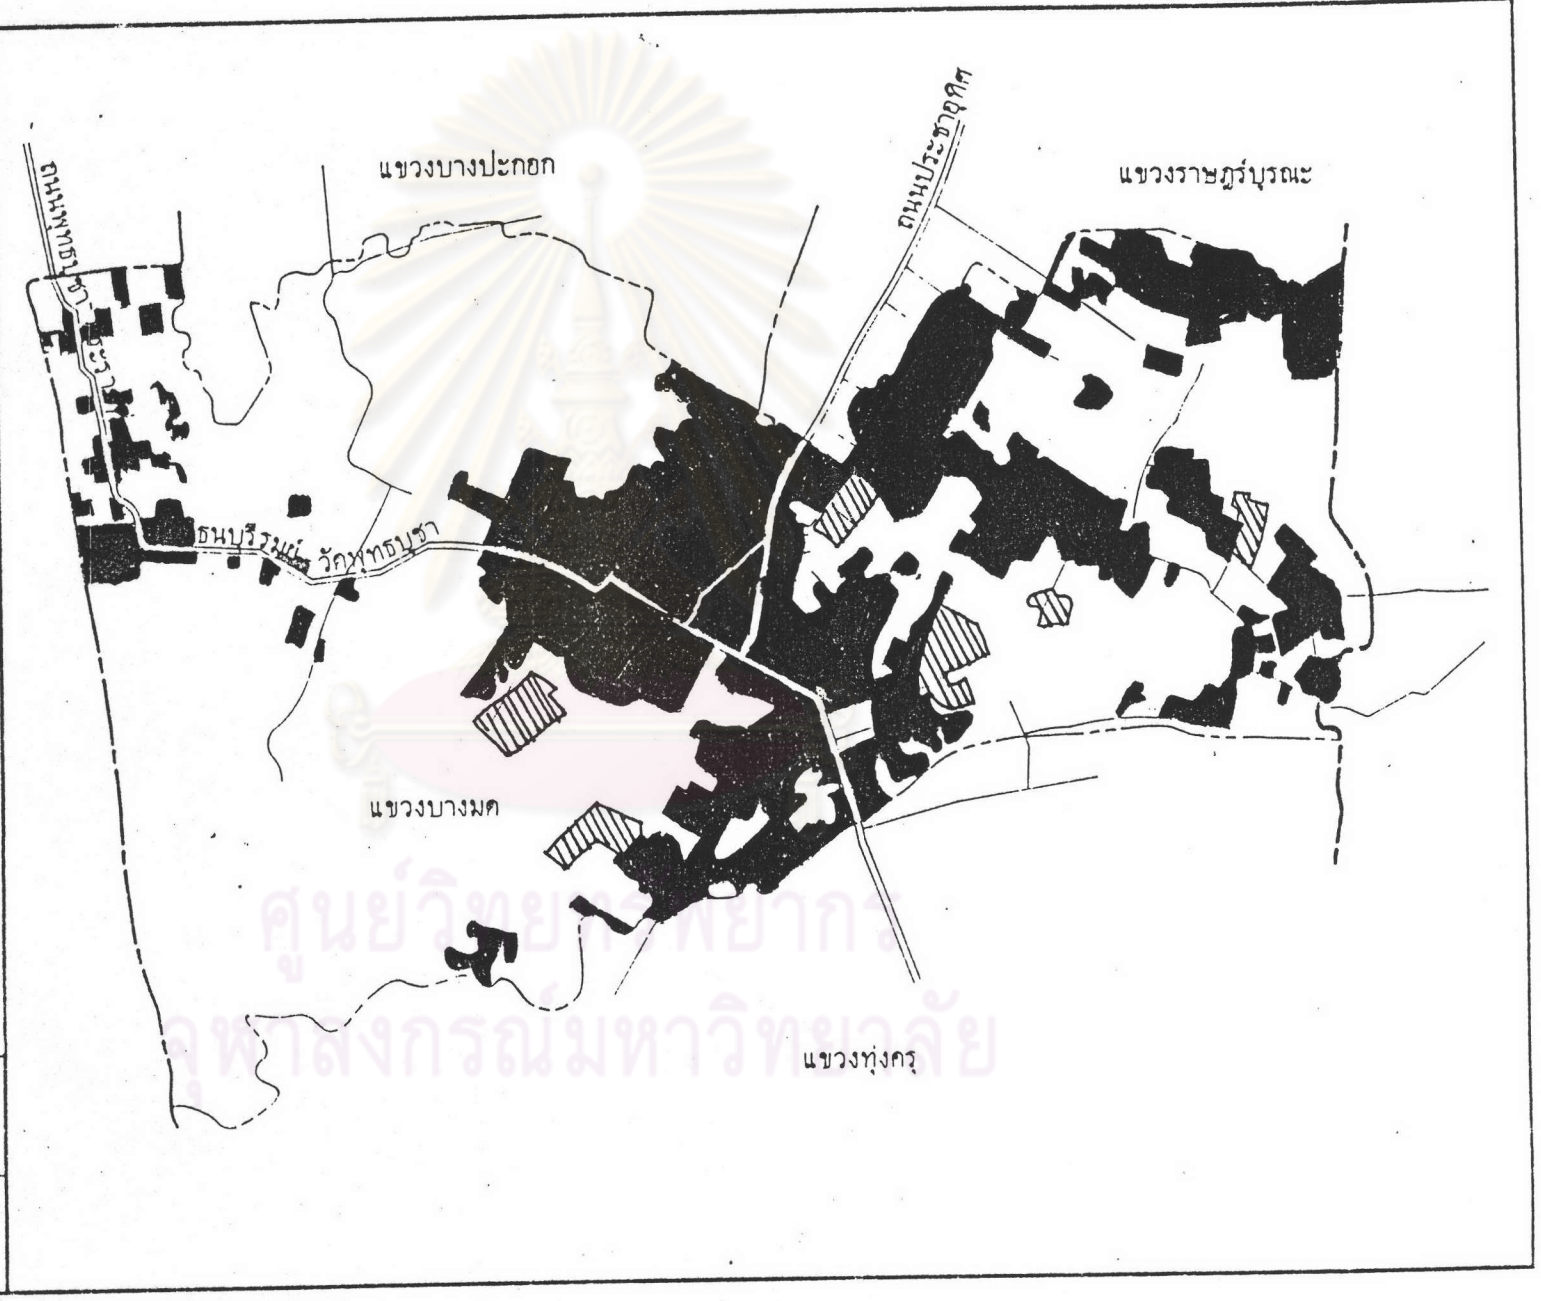 แขวงบางปะกอก
ถนนประชาอุทิศ
แขวงราษฎร์บูรณะ
ถนนพุทธบูชา
ธนบุรีรมย์ - วัดพุทธบูชา
แขวงบางมด
ศูนย์วิทยทรัพยากร
จุฬาลงกรณ์มหาวิทยาลัย
แขวงทุ่งครุ